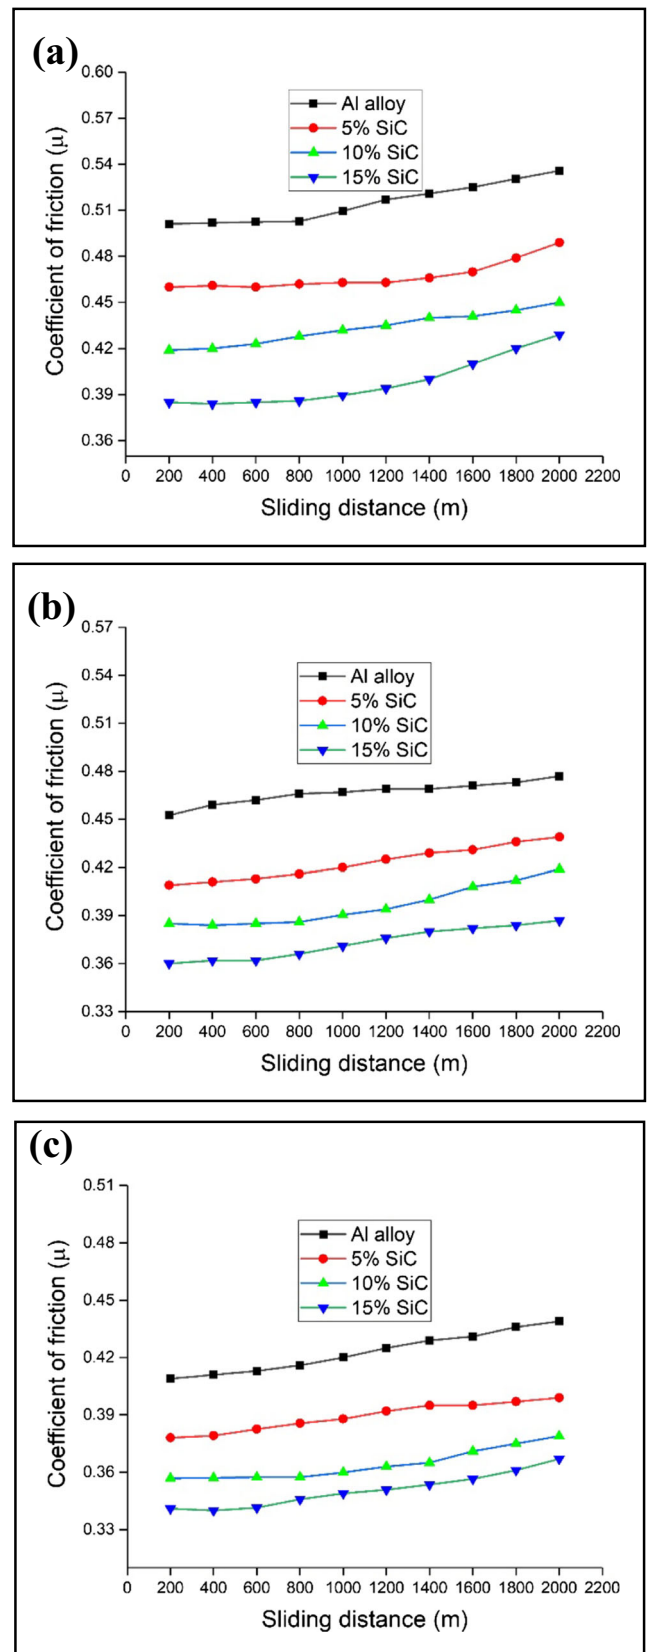 (a)
0.60
0.57
0.54
0.51
0.48
0.45
0.42
0.39
0.36
Coefficient of friction (μ)
Al alloy
5% SiC
10% SiC
15% SiC
0 200 400 600 800 1000 1200 1400 1600 1800 2000 2200
Sliding distance (m)
(b)
0.57
0.54
0.51
0.48
0.45
0.42
0.39
0.36
0.33
Coefficient of friction (μ)
Al alloy
5% SiC
10% SiC
15% SiC
0 200 400 600 800 1000 1200 1400 1600 1800 2000 2200
Sliding distance (m)
(c)
0.51
0.48
0.45
0.42
0.39
0.36
0.33
Coefficient of friction (μ)
Al alloy
5% SiC
10% SiC
15% SiC
0 200 400 600 800 1000 1200 1400 1600 1800 2000 2200
Sliding distance (m)